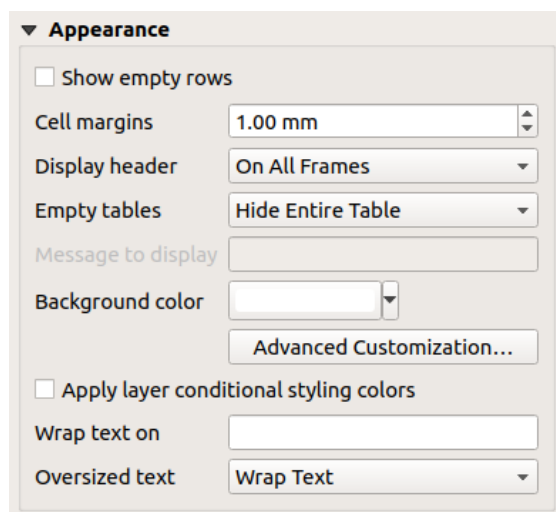 Appearance
Show empty rows
Cell margins 1.00 mm
Display header On All Frames
Empty tables Hide Entire Table
Message to display
Background color
Advanced Customization...
Apply layer conditional styling colors
Wrap text on
Oversized text Wrap Text